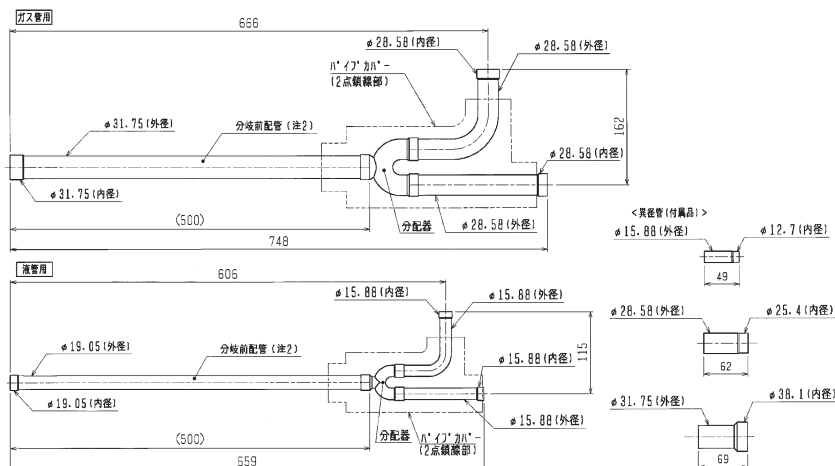 ガス管用
666
φ28.58(内径)
φ28.58(外径)
パイプカバー
(2点鎖線部)
φ31.75(外径)
分岐前配管(注2)
162
φ28.58(内径)
φ31.75(内径)
(500)
分配器
φ28.58(外径)
748
<異径管(付属品)>
φ15.88(外径)
φ12.7(内径)
49
液管用
606
φ15.88(内径)
φ15.88(外径)
φ28.58(外径)
φ25.4(内径)
62
φ19.05(外径)
分岐前配管(注2)
115
φ15.88(内径)
φ19.05(内径)
φ15.88(外径)
(500)
分配器
パイプカバー
(2点鎖線部)
659
φ31.75(外径)
φ38.1(内径)
69